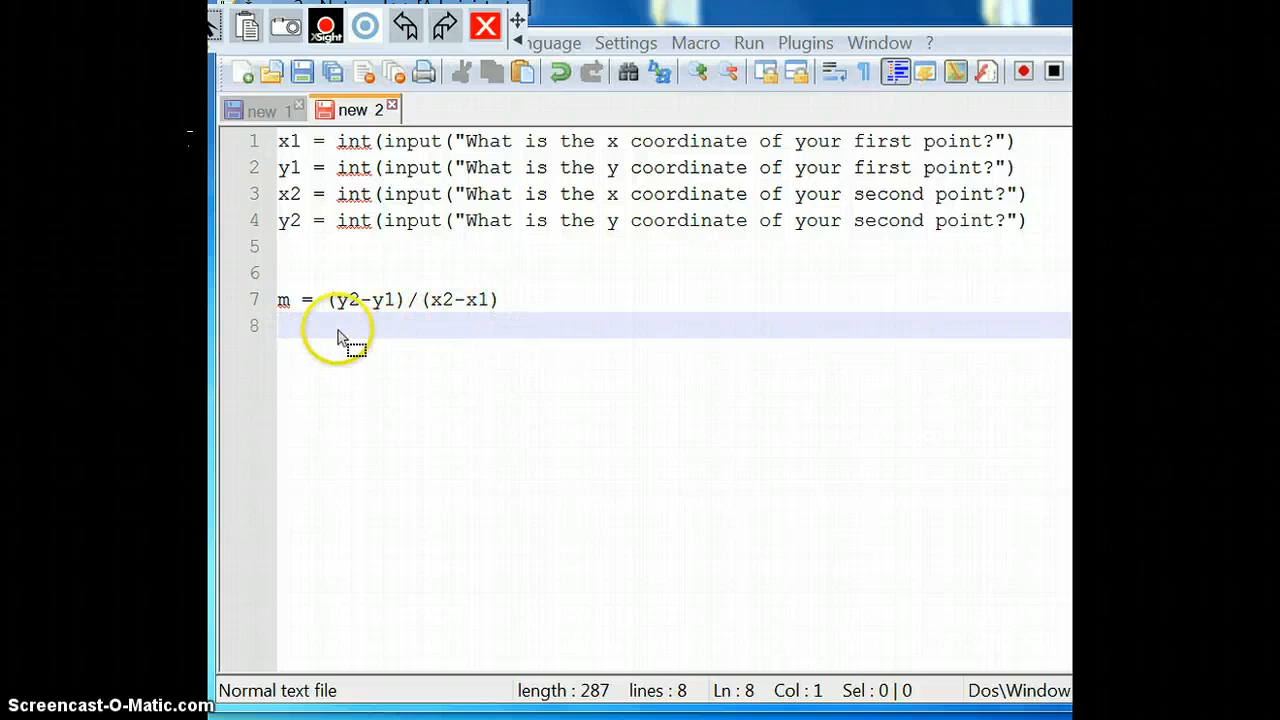 XSight
nguage Settings Macro Run Plugins Window ?
new 1 new 2
1 x1 = int(input("What is the x coordinate of your first point?")
2 y1 = int(input("What is the y coordinate of your first point?")
3 x2 = int(input("What is the x coordinate of your second point?")
4 y2 = int(input("What is the y coordinate of your second point?")
5
6
7 m = (y2-y1)/(x2-x1)
8
Normal text file length : 287 lines : 8 Ln : 8 Col : 1 Sel : 0 | 0 Dos\Window
Screencast-O-Matic.com